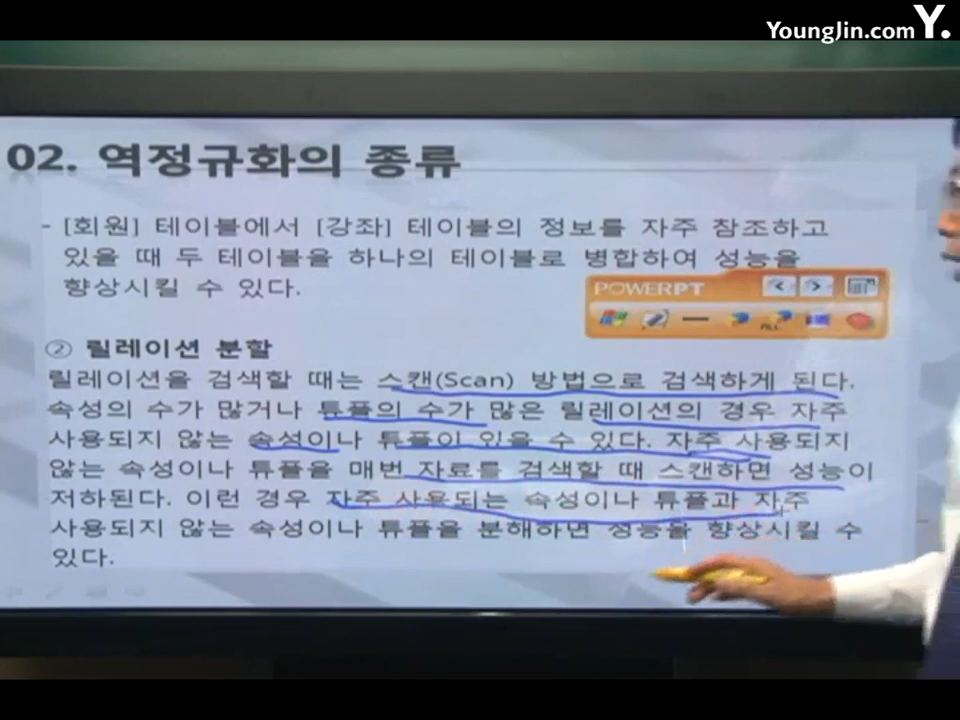 YoungJin.com Y.
02. 역정규화의 종류
- [회원] 테이블에서 [강좌] 테이블의 정보를 자주 참조하고
있을 때 두 테이블을 하나의 테이블로 병합하여 성능을
향상시킬 수 있다.
POWERPT
ALL
② 릴레이션 분할
릴레이션을 검색할 때는 스캔(Scan) 방법으로 검색하게 된다.
속성의 수가 많거나 튜플의 수가 많은 릴레이션의 경우 자주
사용되지 않는 속성이나 튜플이 있을 수 있다. 자주 사용되지
않는 속성이나 튜플을 매번 자료를 검색할 때 스캔하면 성능이
저하된다. 이런 경우 자주 사용되는 속성이나 튜플과 자주
사용되지 않는 속성이나 튜플을 분해하면 성능을 향상시킬 수
있다.